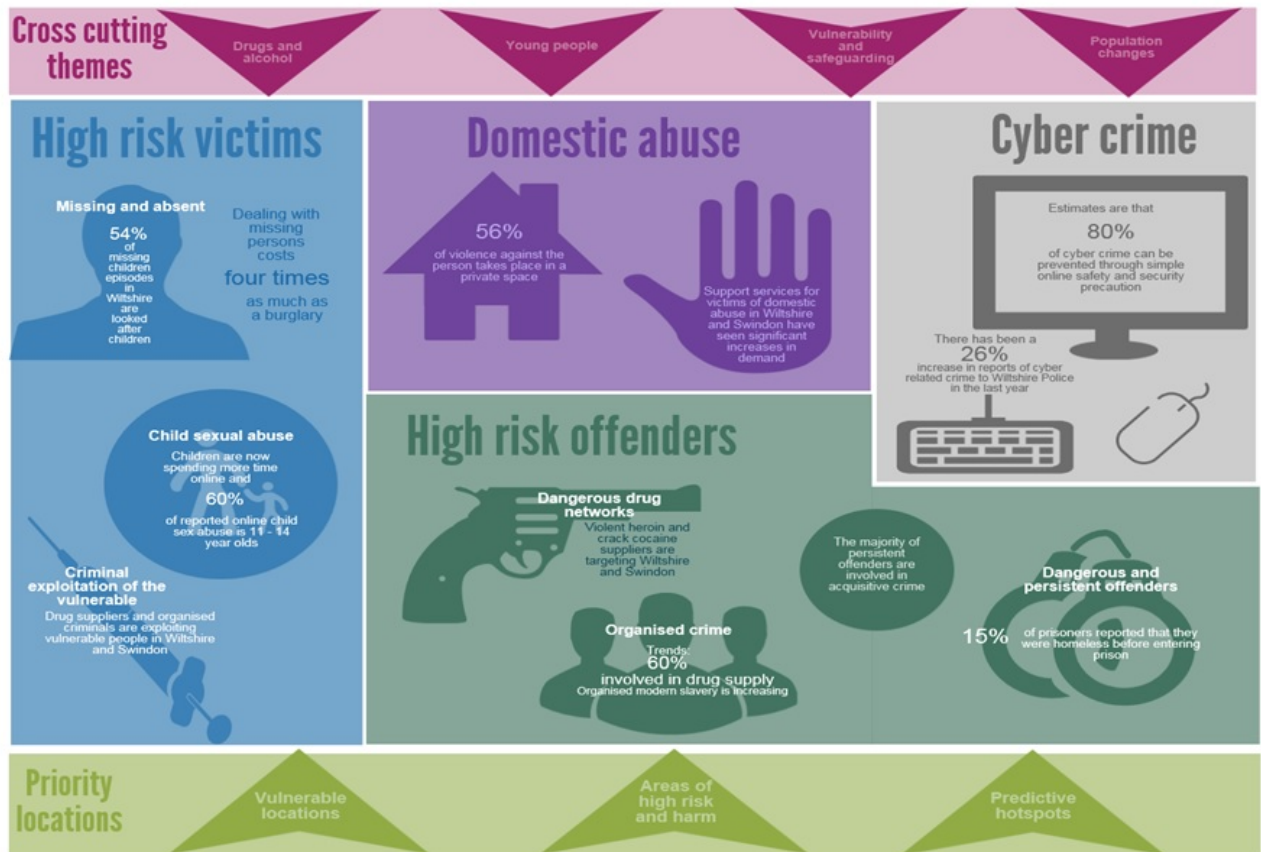 Cross cutting
themes
Drugs and
alcohol
Young people
Vulnerability
and
safeguarding
Population
changes
High risk victims
Missing and absent
54%
of
missing
children
episodes
in
Wiltshire
are
looked
after
children
Dealing with
missing
persons
costs
four times
as much as
a burglary
Child sexual abuse
Children are now
spending more time
online and
60%
of reported online child
sex abuse is 11 - 14
year olds
Criminal
exploitation of the
vulnerable
Drug suppliers and organised
criminals are exploiting
vulnerable people in Wiltshire
and Swindon
Domestic abuse
56%
of violence against the
person takes place in a
private space
Support services for
victims of domestic
abuse in Wiltshire
and Swindon have
seen significant
increases in
demand
Cyber crime
Estimates are that
80%
of cyber crime can be
prevented through simple
online safety and security
precaution
There has been a
26%
increase in reports of cyber
related crime to Wiltshire Police
in the last year
High risk offenders
Dangerous drug
networks
Violent heroin and
crack cocaine
suppliers are
targeting Wiltshire
and Swindon
Organised crime
Trends:
60%
involved in drug supply
Organised modern slavery is increasing
The majority of
persistent
offenders are
involved in
acquisitive crime
Dangerous and
persistent offenders
15%
of prisoners reported that they
were homeless before entering
prison
Priority
locations
Vulnerable
locations
Areas of
high risk
and harm
Predictive
hotspots